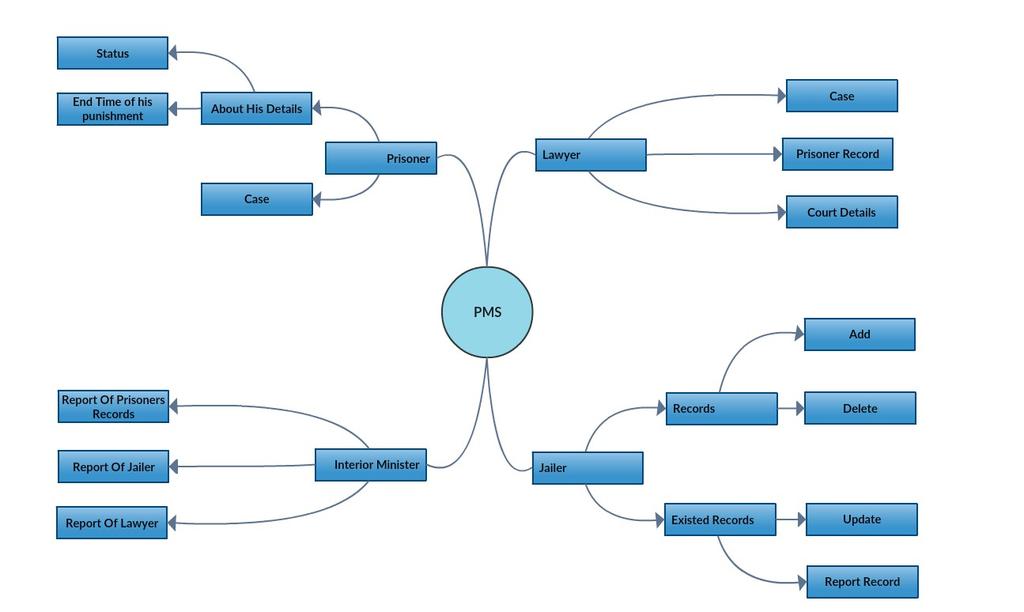 Status
End Time of his
punishment
About His Details
Prisoner
Case
Lawyer
Case
Prisoner Record
Court Details
PMS
Report Of Prisoners
Records
Report Of Jailer
Report Of Lawyer
Interior Minister
Jailer
Records
Add
Delete
Existed Records
Update
Report Record